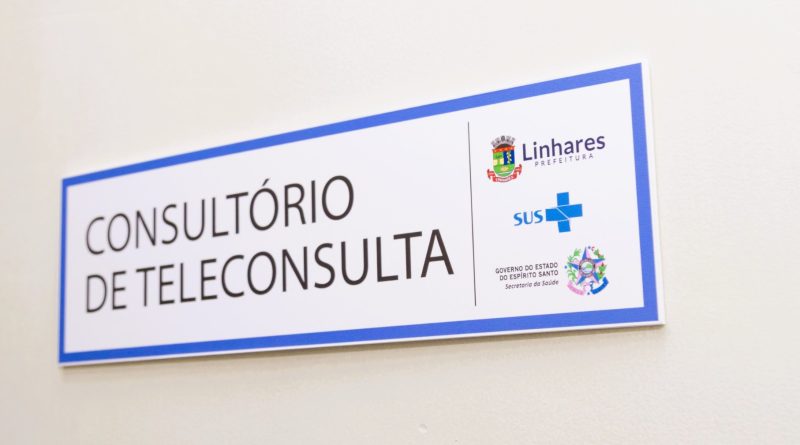 CONSULTÓRIO
DE TELECONSULTA
Linhares
PREFEITURA
SUS
GOVERNO DO ESTADO
DO ESPÍRITO SANTO
Secretaria da Saúde